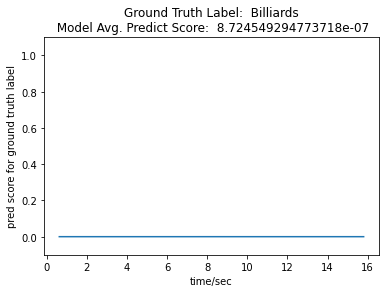 Ground Truth Label:  Billiards
Model Avg. Predict Score:  8.724549294773718e-07
1.0
0.8
0.6
0.4
0.2
0.0
pred score for ground truth label
0 2 4 6 8 10 12 14 16
time/sec